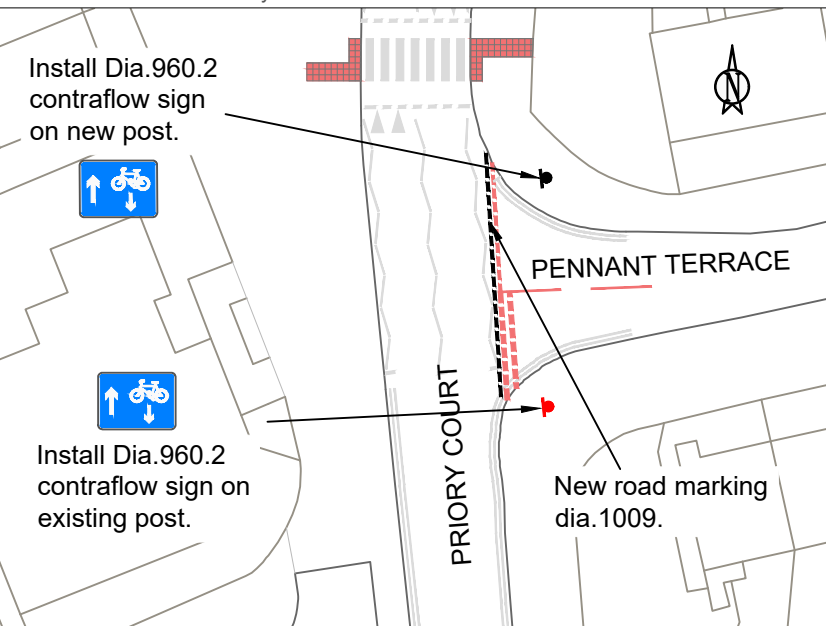 Install Dia.960.2
contraflow sign
on new post.
N
PENNANT TERRACE
PRIORY COURT
Install Dia.960.2
contraflow sign on
existing post.
New road marking
dia.1009.